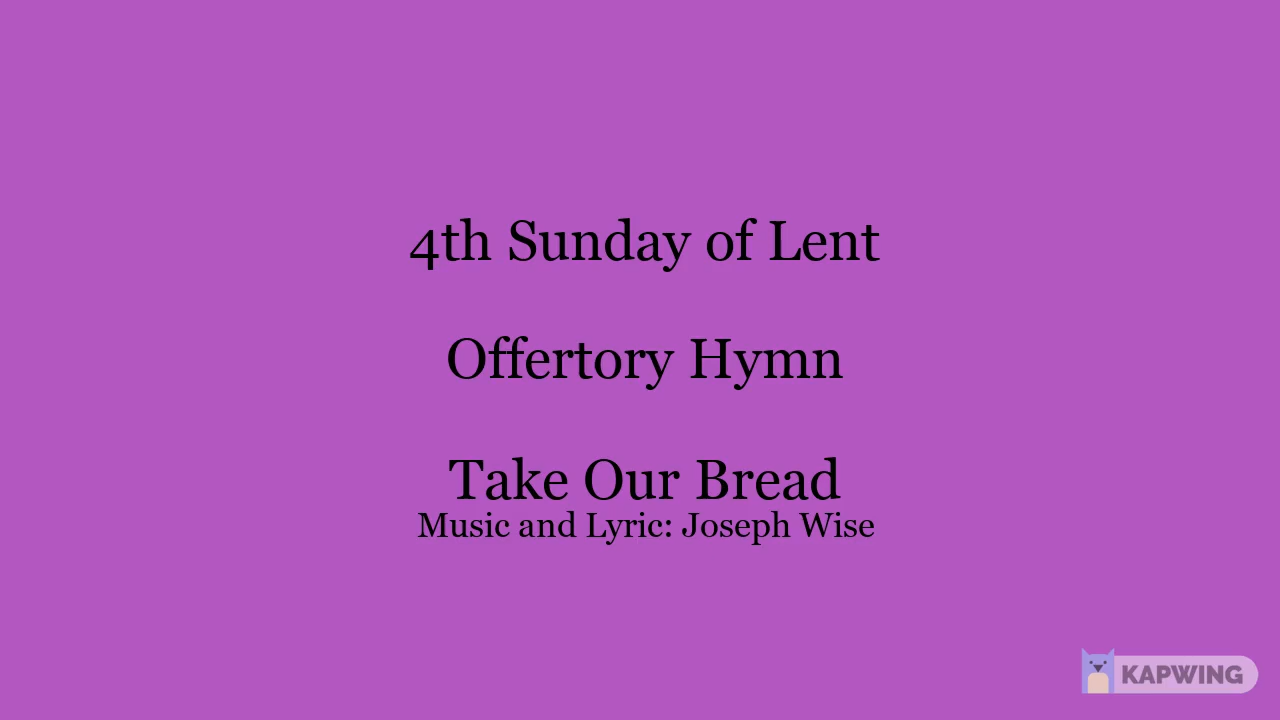 4th Sunday of Lent
Offertory Hymn
Take Our Bread
Music and Lyric: Joseph Wise
KAPWING